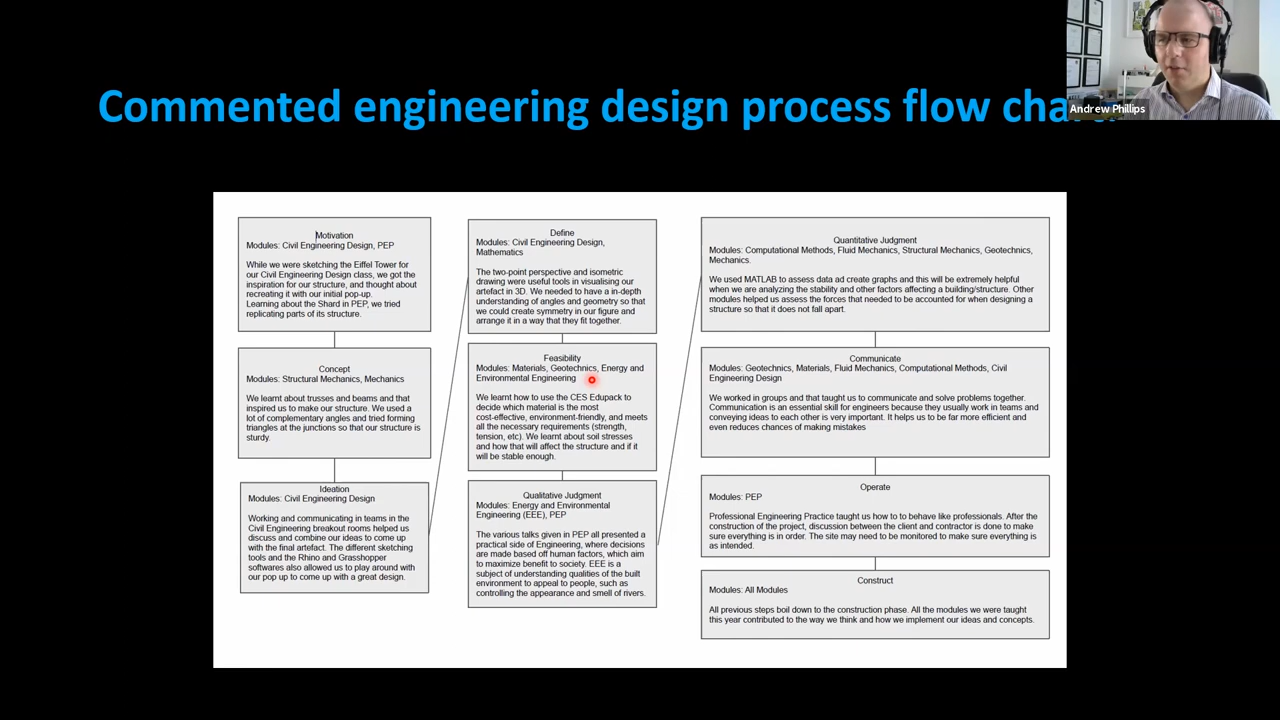 Commented engineering design process flow
Andrew Phillips
Motivation
Modules: Civil Engineering Design, PEP
While we were sketching the Eiffel Tower for
our Civil Engineering Design class, we got the
inspiration for our structure, and thought about
recreating it with our initial pop-up.
Learning about the Shard in PEP, we tried
replicating parts of its structure.
Concept
Modules: Structural Mechanics, Mechanics
We learnt about trusses and beams and that
inspired us to make our structure. We used a
lot of complementary angles and tried forming
triangles at the junctions so that our structure is
sturdy.
Ideation
Modules: Civil Engineering Design
Working and communicating in teams in the
Civil Engineering breakout rooms helped us
discuss and combine our ideas to come up
with the final artefact. The different sketching
tools and the Rhino and Grasshopper
softwares also allowed us to play around with
our pop up to come up with a great design.
Define
Modules: Civil Engineering Design,
Mathematics
The two-point perspective and isometric
drawing were useful tools in visualising our
artefact in 3D. We needed to have a in-depth
understanding of angles and geometry so that
we could create symmetry in our figure and
arrange it in a way that they fit together.
Feasibility
Modules: Materials, Geotechnics, Energy and
Environmental Engineering
We learnt how to use the CES Edupack to
decide which material is the most
cost-effective, environment-friendly, and meets
all the necessary requirements (strength,
tension, etc). We learnt about soil stresses
and how that will affect the structure and if it
will be stable enough.
Qualitative Judgment
Modules: Energy and Environmental
Engineering (EEE), PEP
The various talks given in PEP all presented a
practical side of Engineering, where decisions
are made based off human factors, which aim
to maximize benefit to society. EEE is a
subject of understanding qualities of the built
environment to appeal to people, such as
controlling the appearance and smell of rivers.
Quantitative Judgment
Modules: Computational Methods, Fluid Mechanics, Structural Mechanics, Geotechnics,
Mechanics.
We used MATLAB to assess data ad create graphs and this will be extremely helpful
when we are analyzing the stability and other factors affecting a building/structure. Other
modules helped us assess the forces that needed to be accounted for when designing a
structure so that it does not fall apart.
Communicate
Modules: Geotechnics, Materials, Fluid Mechanics, Computational Methods, Civil
Engineering Design
We worked in groups and that taught us to communicate and solve problems together.
Communication is an essential skill for engineers because they usually work in teams and
conveying ideas to each other is very important. It helps us to be far more efficient and
even reduces chances of making mistakes
Operate
Modules: PEP
Professional Engineering Practice taught us how to to behave like professionals. After the
construction of the project, discussion between the client and contractor is done to make
sure everything is in order. The site may need to be monitored to make sure everything is
as intended.
Construct
Modules: All Modules
All previous steps boil down to the construction phase. All the modules we were taught
this year contributed to the way we think and how we implement our ideas and concepts.